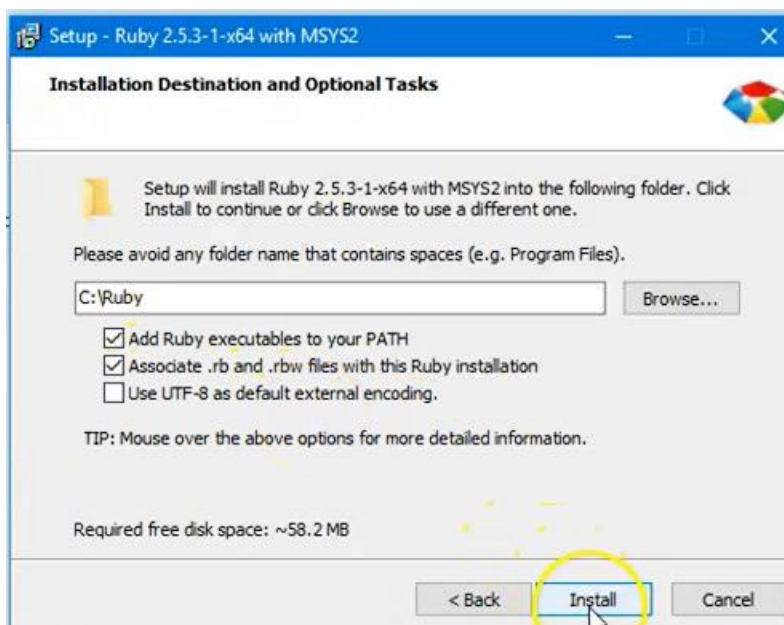 Setup - Ruby 2.5.3-1-x64 with MSYS2
Installation Destination and Optional Tasks
Setup will install Ruby 2.5.3-1-x64 with MSYS2 into the following folder. Click
Install to continue or click Browse to use a different one.
Please avoid any folder name that contains spaces (e.g. Program Files).
C:\Ruby
Browse...
Add Ruby executables to your PATH
Associate .rb and .rbw files with this Ruby installation
Use UTF-8 as default external encoding.
TIP: Mouse over the above options for more detailed information.
Required free disk space: ~58.2 MB
< Back Install Cancel